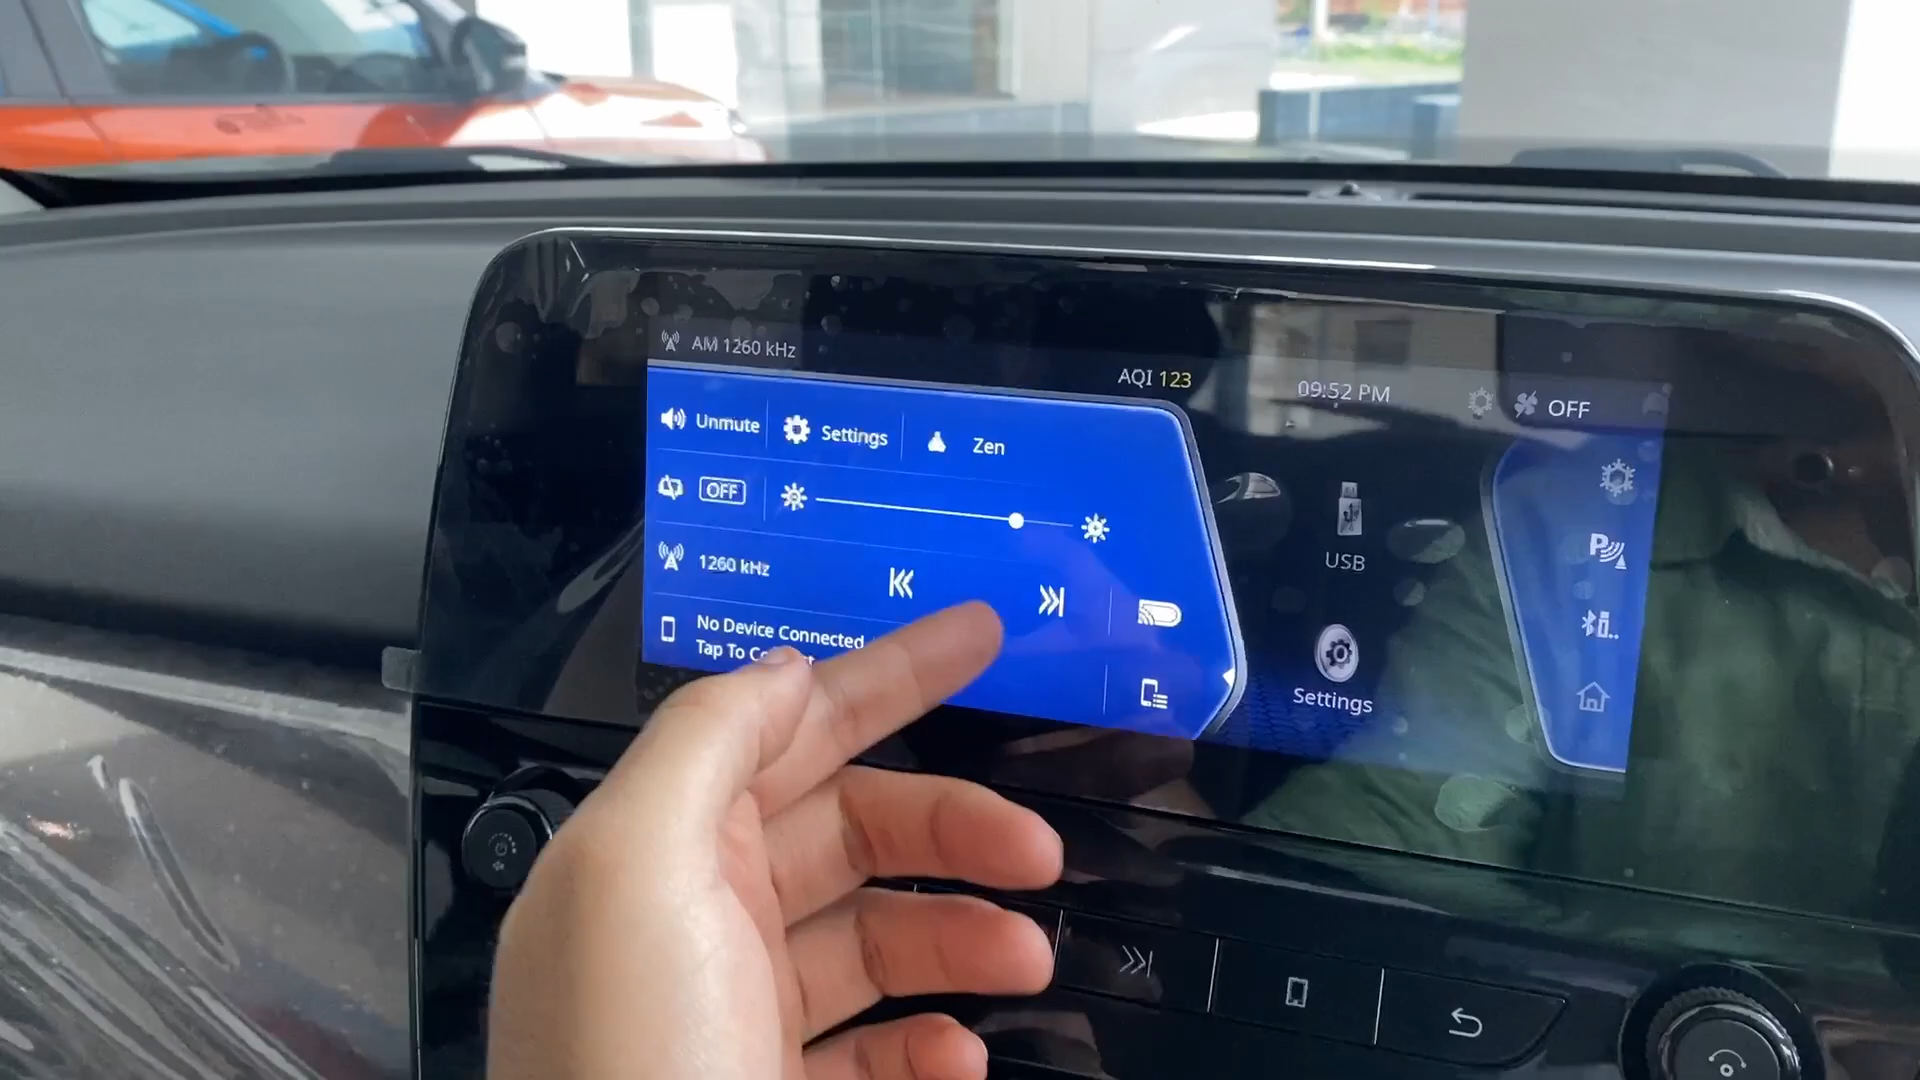 AM 1260 kHz
AQI 123
09:52 PM
OFF
Unmute
Settings
Zen
OFF
1260 kHz
USB
No Device Connected
Tap To
Settings